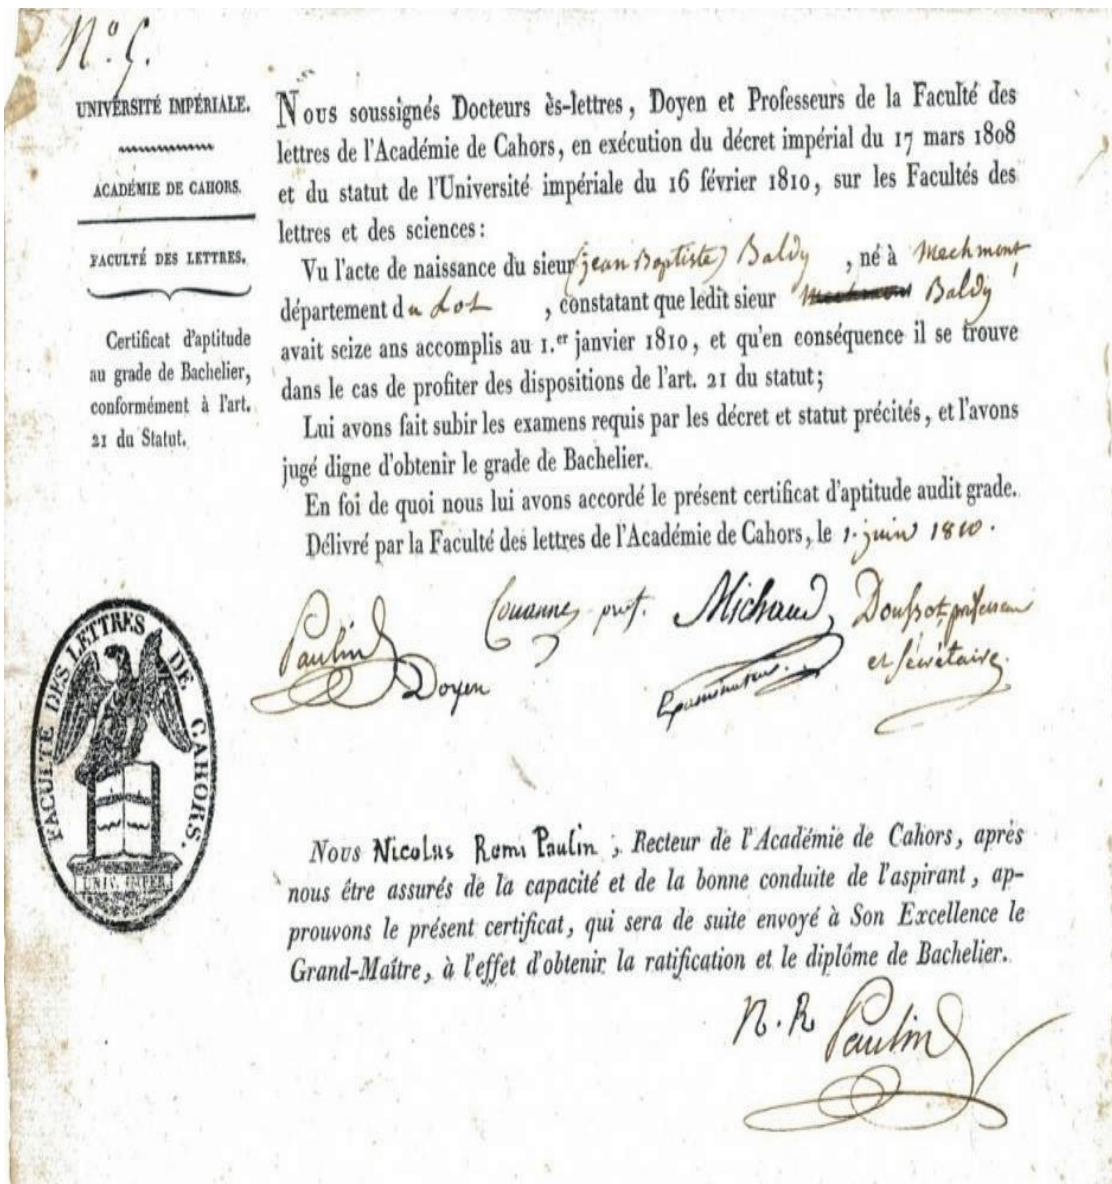 N.º 5.
UNIVERSITÉ IMPÉRIALE.
ACADÉMIE DE CAHORS.
FACULTÉ DES LETTRES.
Certificat d'aptitude
au grade de Bachelier,
conformément à l'art.
21 du Statut.
Nous soussignés Docteurs ès-lettres, Doyen et Professeurs de la Faculté des
lettres de l'Académie de Cahors, en exécution du décret impérial du 17 mars 1808
et du statut de l'Université impériale du 16 février 1810, sur les Facultés des
lettres et des sciences :
Vu l'acte de naissance du sieur (jean Baptiste) Baldy , né à Mechmont
département du Lot , constatant que ledit sieur Mechmont Baldy
avait seize ans accomplis au 1.er janvier 1810, et qu'en conséquence il se trouve
dans le cas de profiter des dispositions de l'art. 21 du statut;
Lui avons fait subir les examens requis par les décret et statut précités, et l'avons
jugé digne d'obtenir le grade de Bachelier.
En foi de quoi nous lui avons accordé le présent certificat d'aptitude audit grade.
Délivré par la Faculté des lettres de l'Académie de Cahors, le 1. juin 1810.
Paulin Doyen
prof. Michaud, professeur
et secrétaire
FACULTÉ DES LETTRES DE CAHORS.
UNIV. IMPER.
Nous Nicolas Remi Paulin, Recteur de l'Académie de Cahors, après
nous être assurés de la capacité et de la bonne conduite de l'aspirant, ap-
prouvons le présent certificat, qui sera de suite envoyé à Son Excellence le
Grand-Maître, à l'effet d'obtenir la ratification et le diplôme de Bachelier.
N. R Paulin